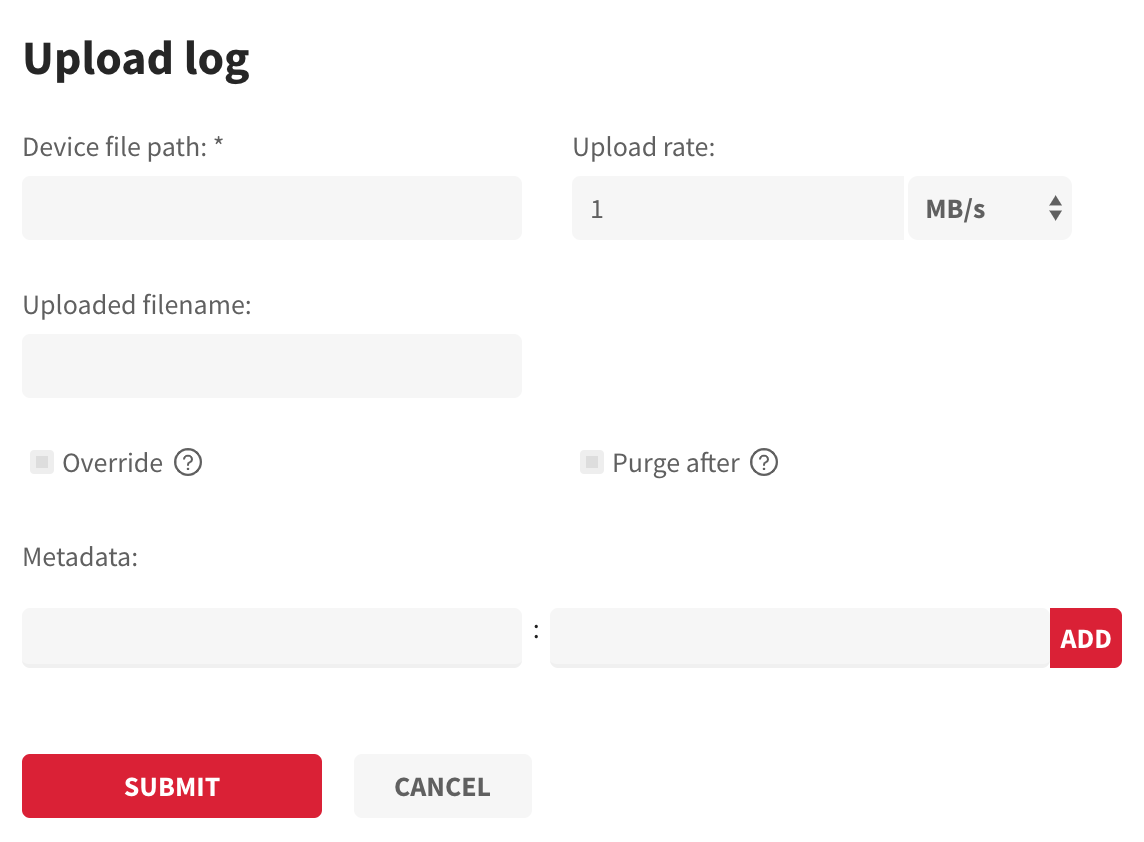 Upload log
Device file path: *
Upload rate:
1
MB/s
Uploaded filename:
Override ?
Purge after ?
Metadata:
:
ADD
SUBMIT
CANCEL